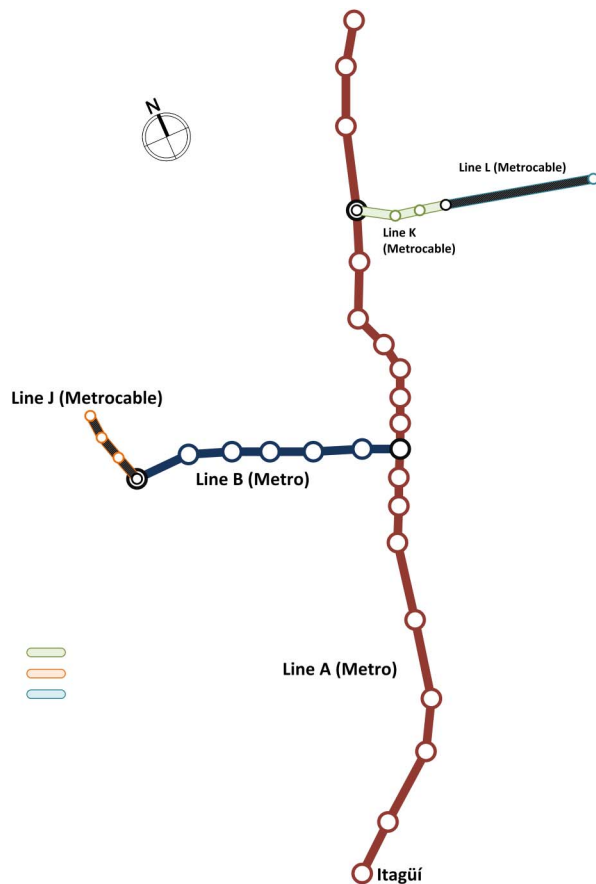 N
Line L (Metrocable)
Line K
(Metrocable)
Line J (Metrocable)
Line B (Metro)
Line A (Metro)
Itagüí